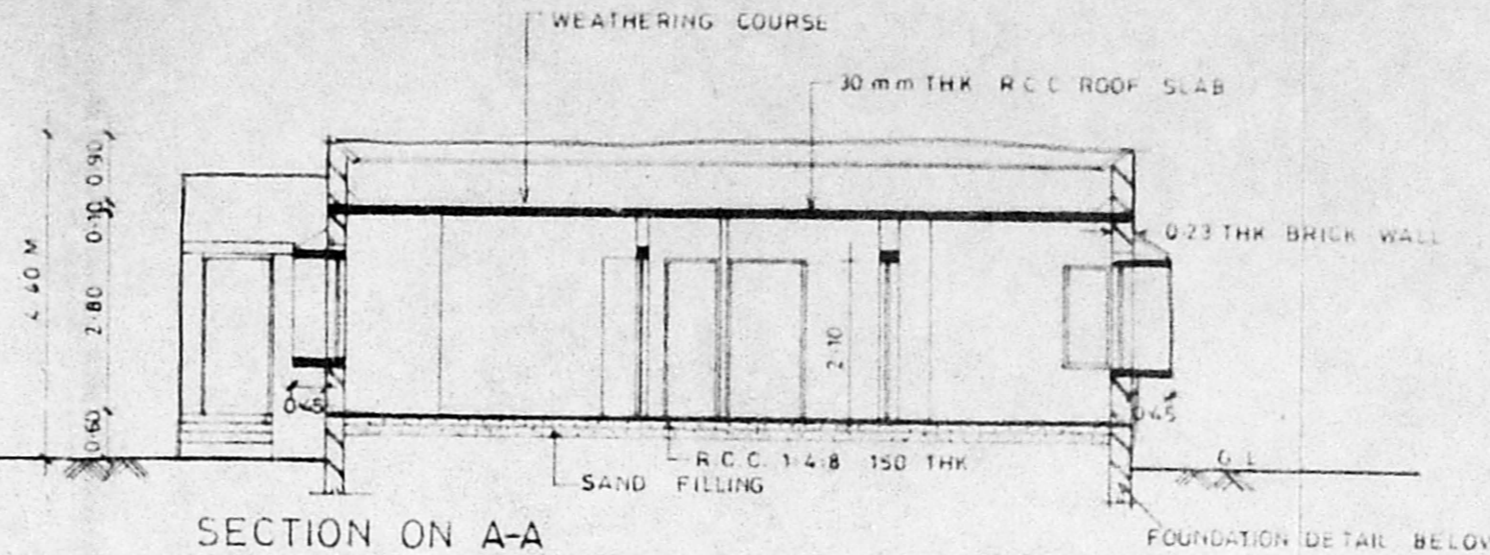 WEATHERING COURSE
30 mm THK R.C.C ROOF SLAB
0.90
0.10
4.60 M
2.80
0.60
0.23 THK BRICK WALL
2.10
0.45
0.45
R.C.C. 1:4:8 150 THK
SAND FILLING
G.L
SECTION ON A-A
FOUNDATION DETAIL BELOW